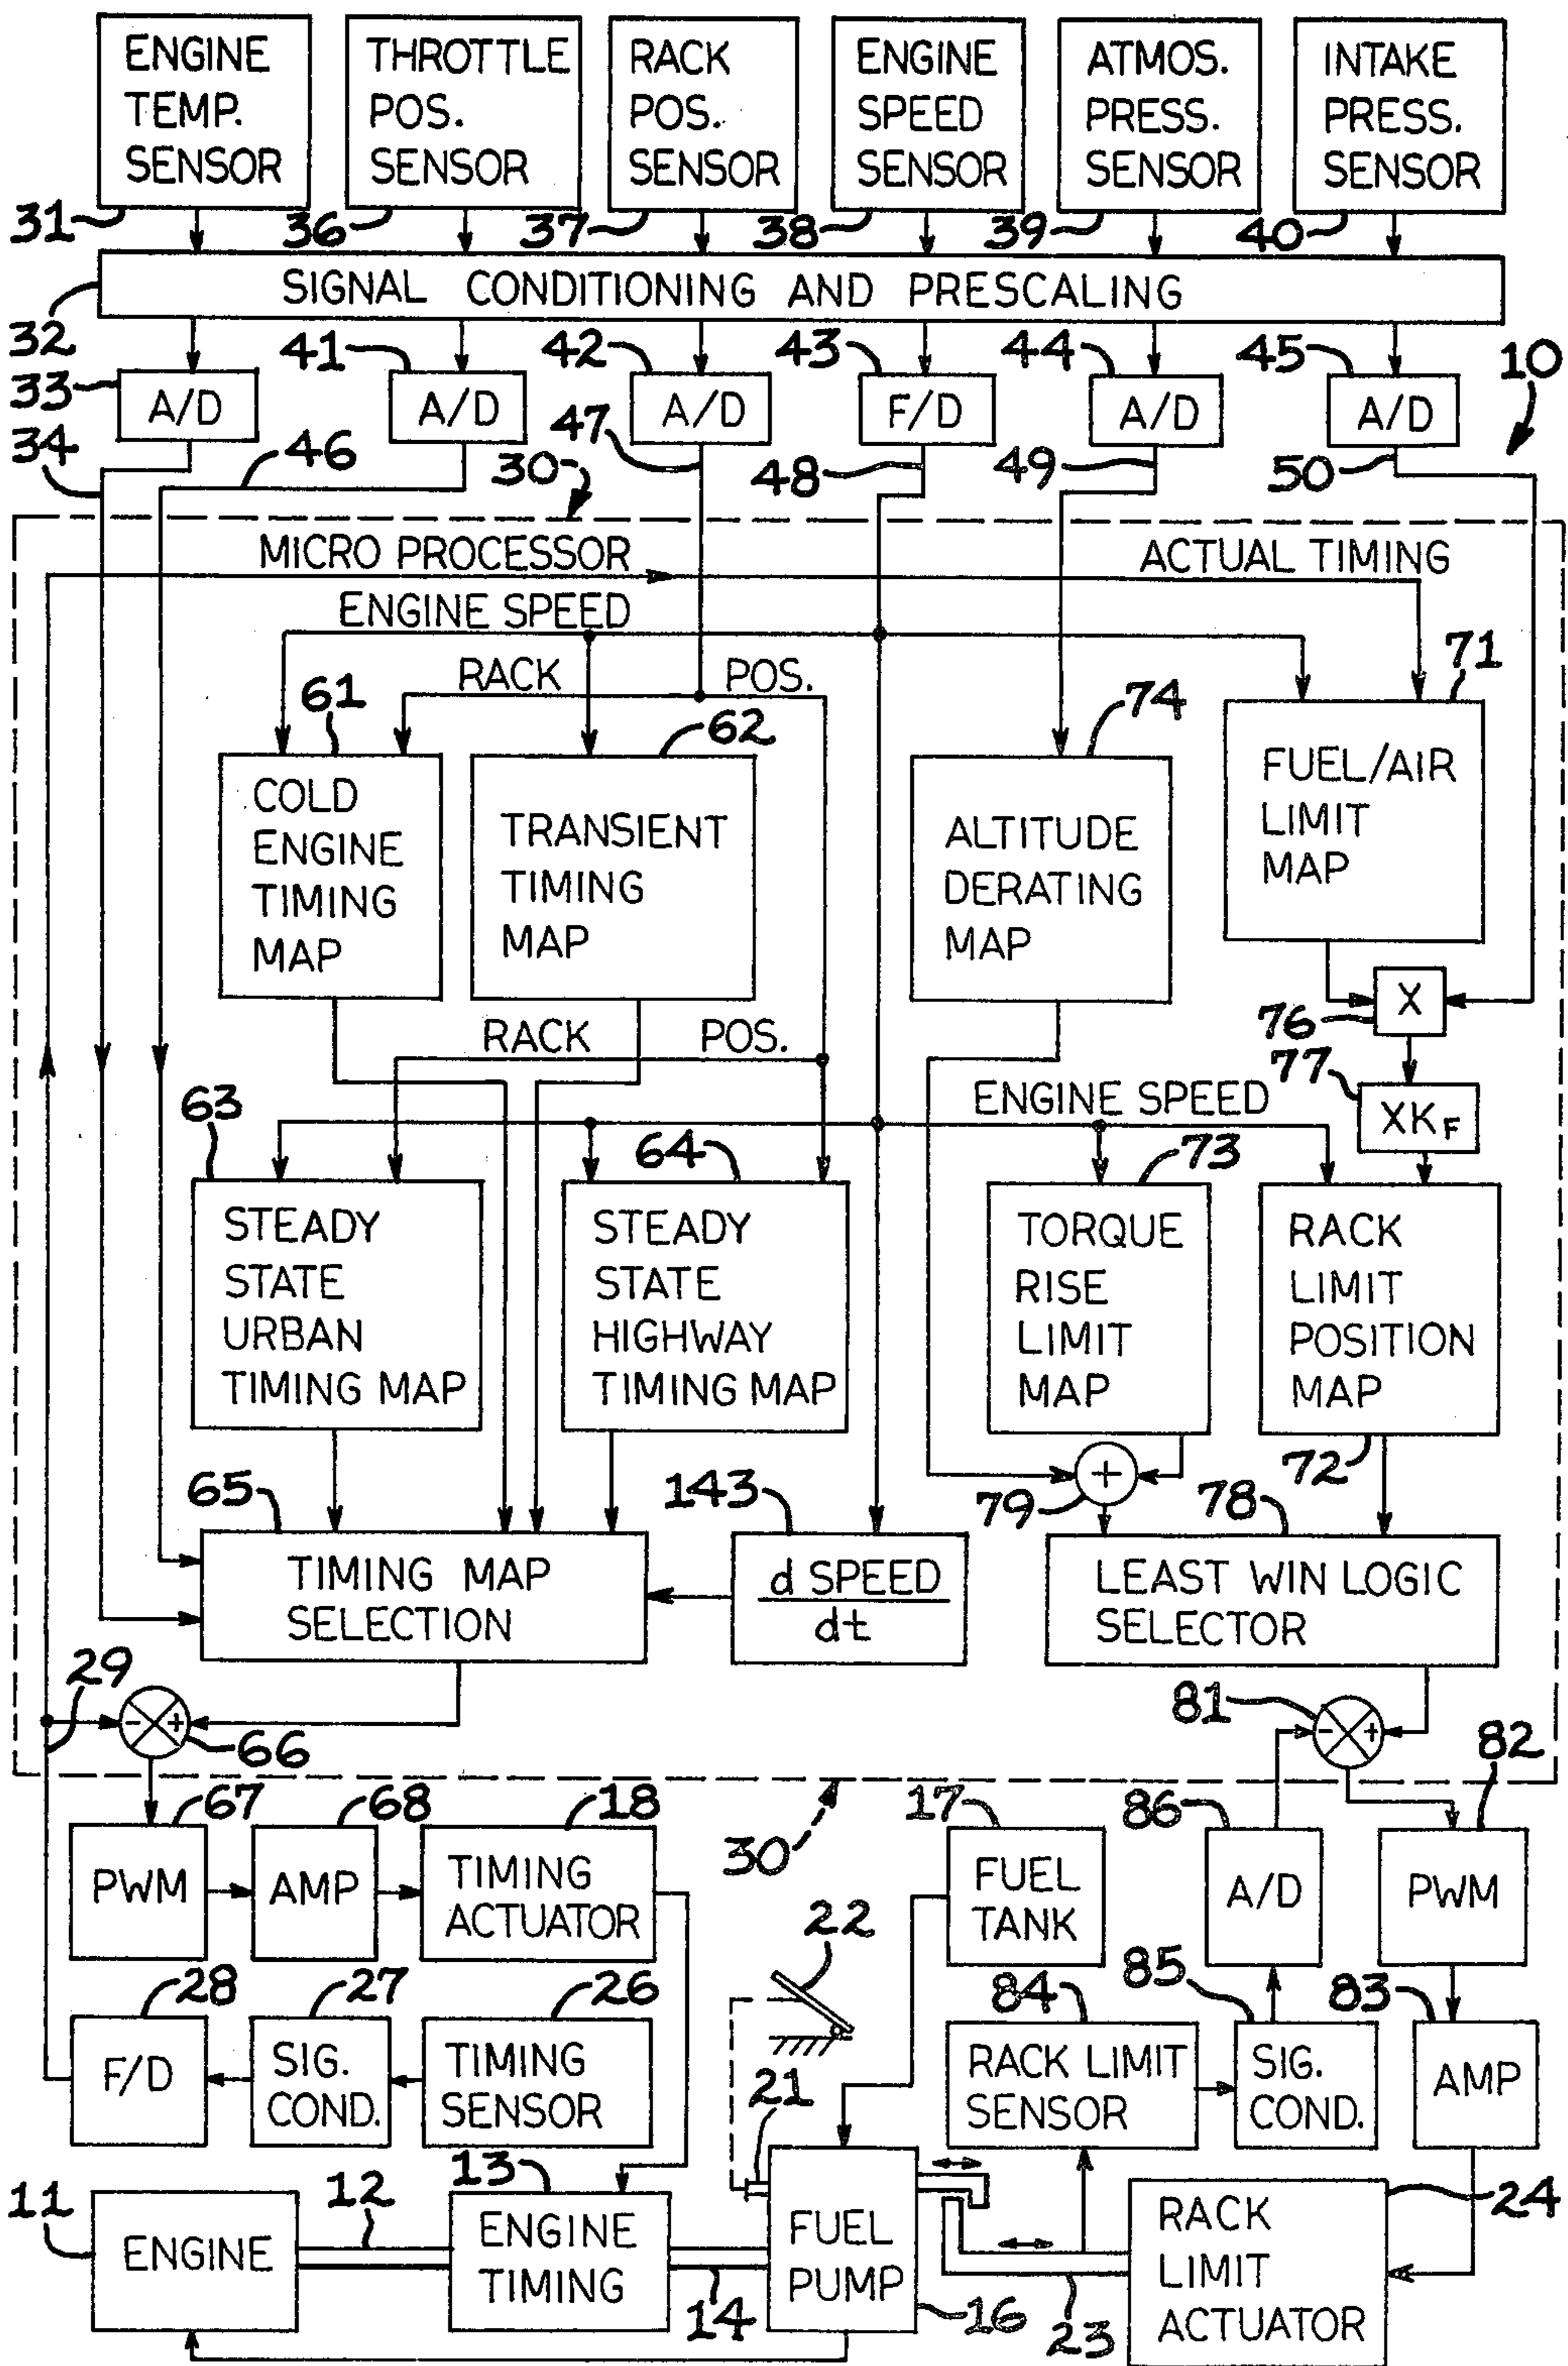 ENGINE
TEMP.
SENSOR
THROTTLE
POS.
SENSOR
RACK
POS.
SENSOR
ENGINE
SPEED
SENSOR
ATMOS.
PRESS.
SENSOR
INTAKE
PRESS.
SENSOR
31
36
37
38
39
40
SIGNAL CONDITIONING AND PRESCALING
32
33
41
42
43
44
45
10
A/D
A/D
A/D
F/D
A/D
A/D
34
46
30
47
48
49
50
MICRO PROCESSOR
ACTUAL TIMING
ENGINE SPEED
RACK POS.
61
62
74
71
COLD
ENGINE
TIMING
MAP
TRANSIENT
TIMING
MAP
ALTITUDE
DERATING
MAP
FUEL/AIR
LIMIT
MAP
X
76
RACK POS.
77
XKF
ENGINE SPEED
63
64
73
STEADY
STATE
URBAN
TIMING MAP
STEADY
STATE
HIGHWAY
TIMING MAP
TORQUE
RISE
LIMIT
MAP
RACK
LIMIT
POSITION
MAP
72
65
143
+
79
78
TIMING MAP
SELECTION
d SPEED
dt
LEAST WIN LOGIC
SELECTOR
29
- +
66
81
- +
82
67
68
18
30
17
86
PWM
AMP
TIMING
ACTUATOR
FUEL
TANK
A/D
PWM
22
28
27
26
84
85
83
F/D
SIG.
COND.
TIMING
SENSOR
21
RACK LIMIT
SENSOR
SIG.
COND.
AMP
11
12
13
24
ENGINE
ENGINE
TIMING
14
FUEL
PUMP
16
23
RACK
LIMIT
ACTUATOR